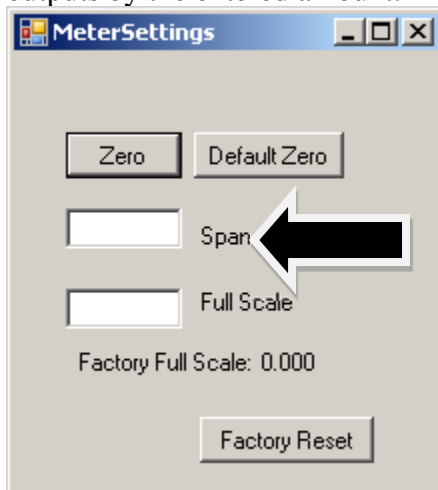 MeterSettings
Zero Default Zero
Span
Full Scale
Factory Full Scale: 0.000
Factory Reset